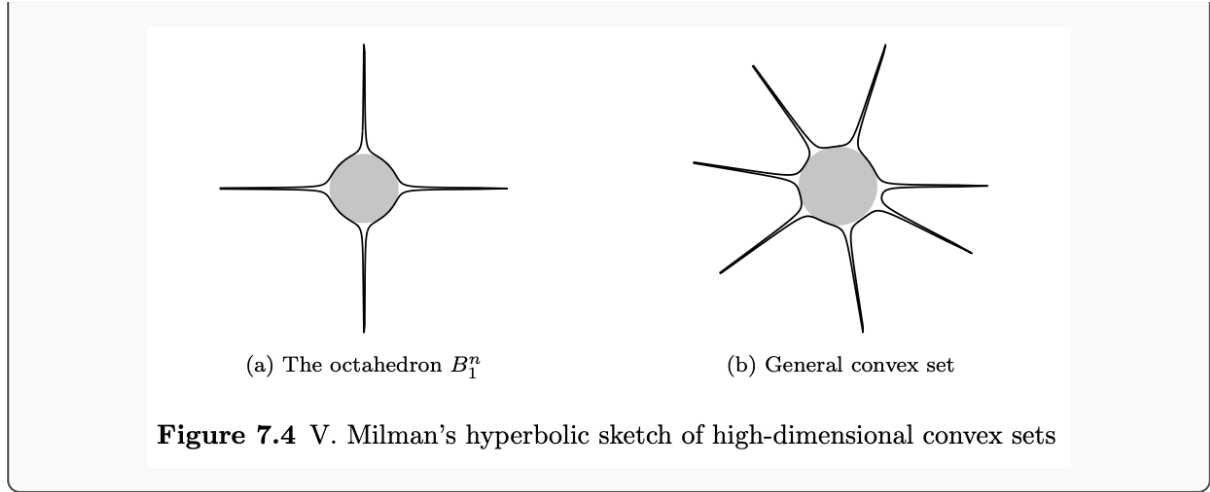 (a) The octahedron $B_1^n$
(b) General convex set
Figure 7.4 V. Milman's hyperbolic sketch of high-dimensional convex sets